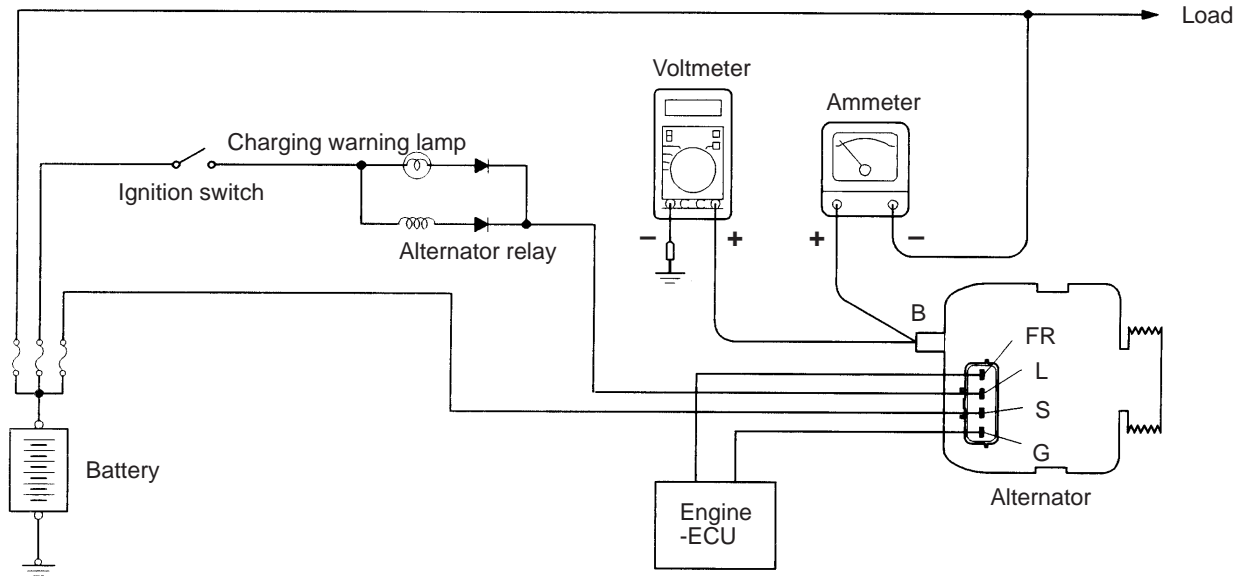 Load
Voltmeter
Ammeter
Charging warning lamp
Ignition switch
Alternator relay
− +
+ −
B
FR
L
S
G
Battery
Engine
-ECU
Alternator